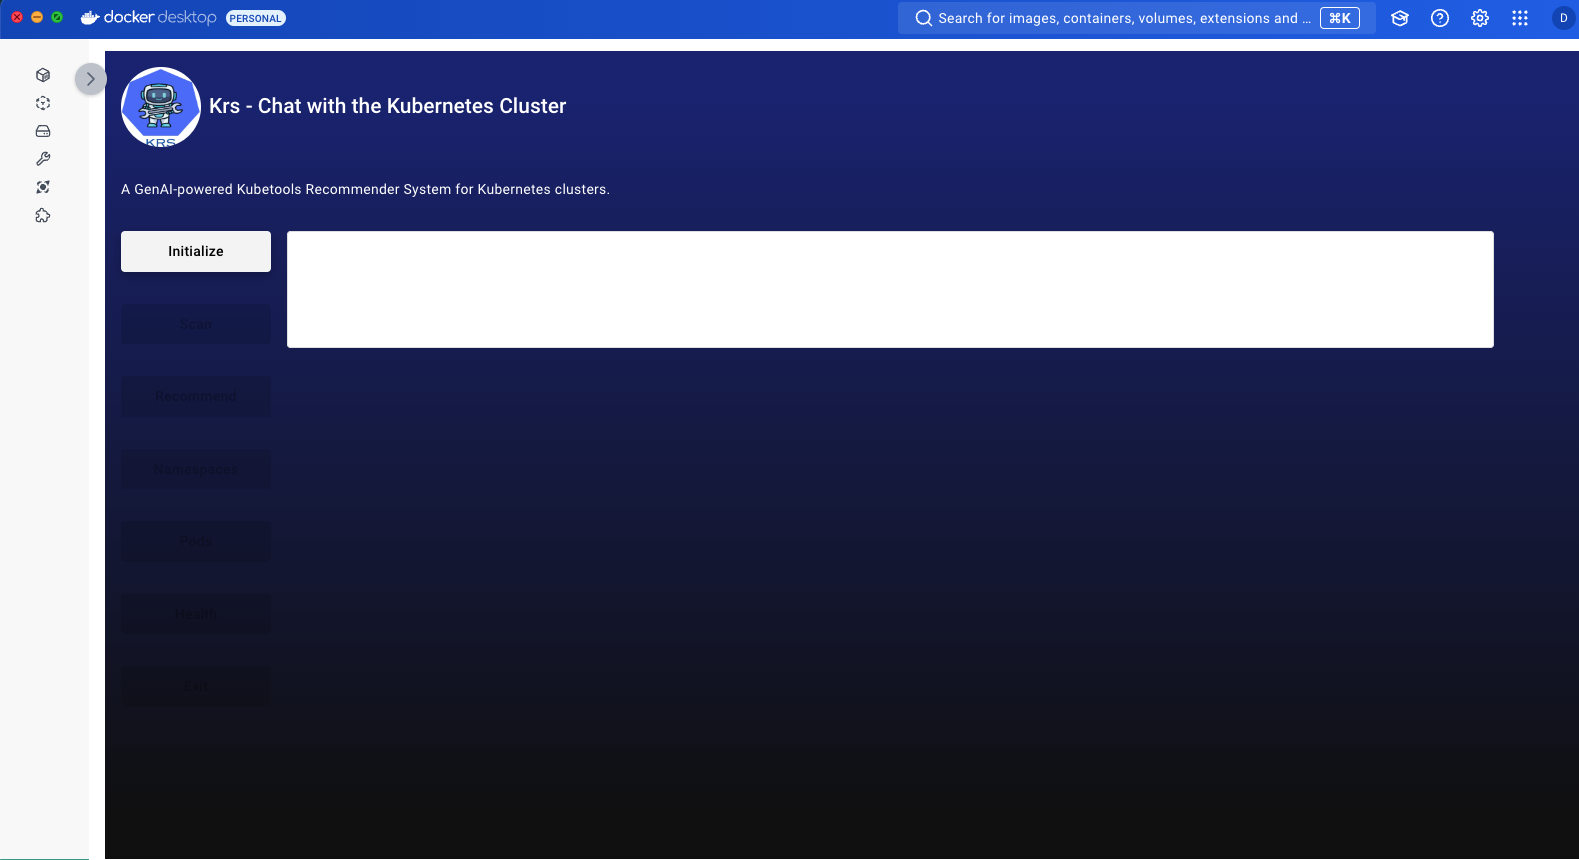 docker desktop PERSONAL
Search for images, containers, volumes, extensions and ... ⌘K
D
KRS
Krs - Chat with the Kubernetes Cluster
A GenAI-powered Kubetools Recommender System for Kubernetes clusters.
Initialize
Scan
Recommend
Namespaces
Pods
Health
Exit